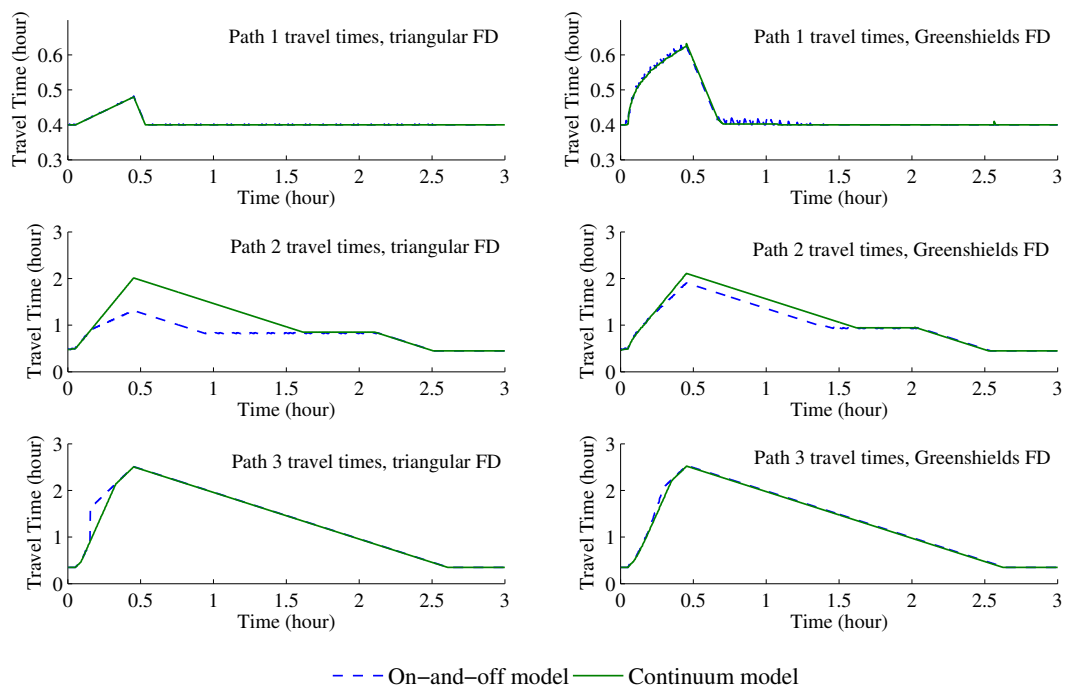 Path 1 travel times, triangular FD
Travel Time (hour)
0.6
0.5
0.4
0.3
0 0.5 1 1.5 2 2.5 3
Time (hour)
Path 1 travel times, Greenshields FD
Travel Time (hour)
0.6
0.5
0.4
0.3
0 0.5 1 1.5 2 2.5 3
Time (hour)
Path 2 travel times, triangular FD
Travel Time (hour)
3
2
1
0
0 0.5 1 1.5 2 2.5 3
Time (hour)
Path 2 travel times, Greenshields FD
Travel Time (hour)
3
2
1
0
0 0.5 1 1.5 2 2.5 3
Time (hour)
Path 3 travel times, triangular FD
Travel Time (hour)
3
2
1
0
0 0.5 1 1.5 2 2.5 3
Time (hour)
Path 3 travel times, Greenshields FD
Travel Time (hour)
3
2
1
0
0 0.5 1 1.5 2 2.5 3
Time (hour)
On−and−off model Continuum model